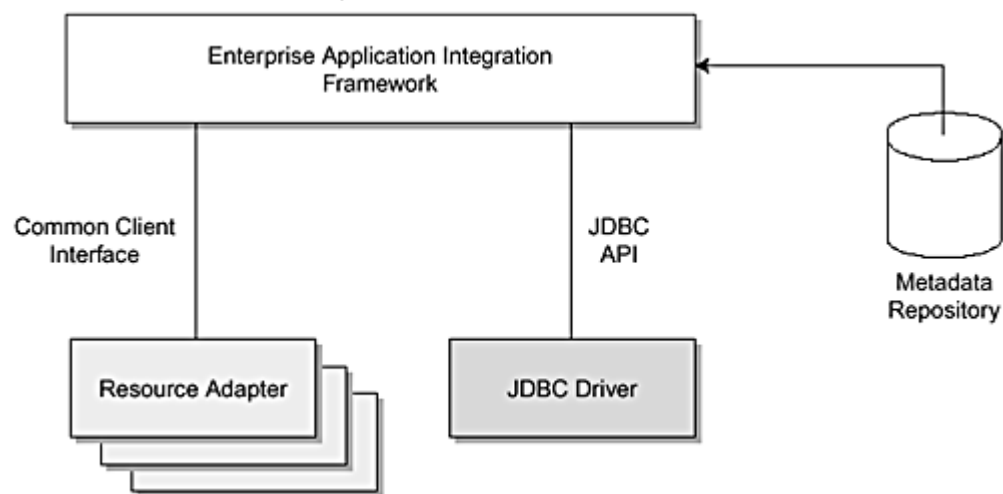 Enterprise Application Integration
Framework
Common Client
Interface
JDBC
API
Metadata
Repository
Resource Adapter
JDBC Driver